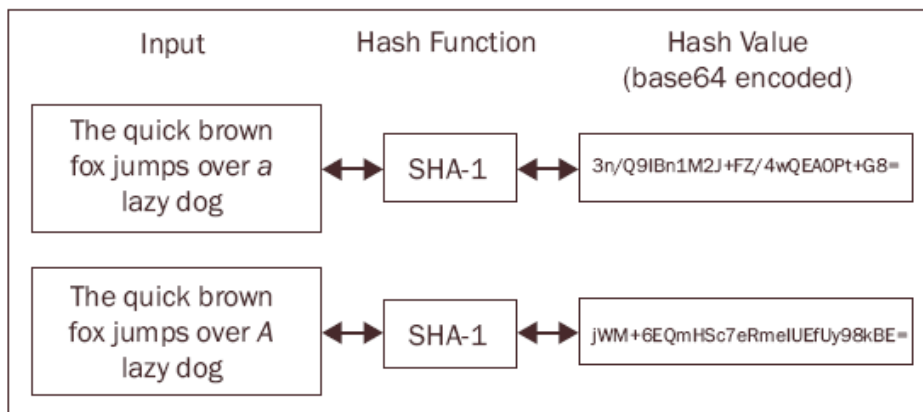 Input
Hash Function
Hash Value
(base64 encoded)
The quick brown
fox jumps over a
lazy dog
SHA-1
3n/Q9IBn1M2J+FZ/4wQEAOPt+G8=
The quick brown
fox jumps over A
lazy dog
SHA-1
jWM+6EQmHSc7eRmeIUEfUy98kBE=